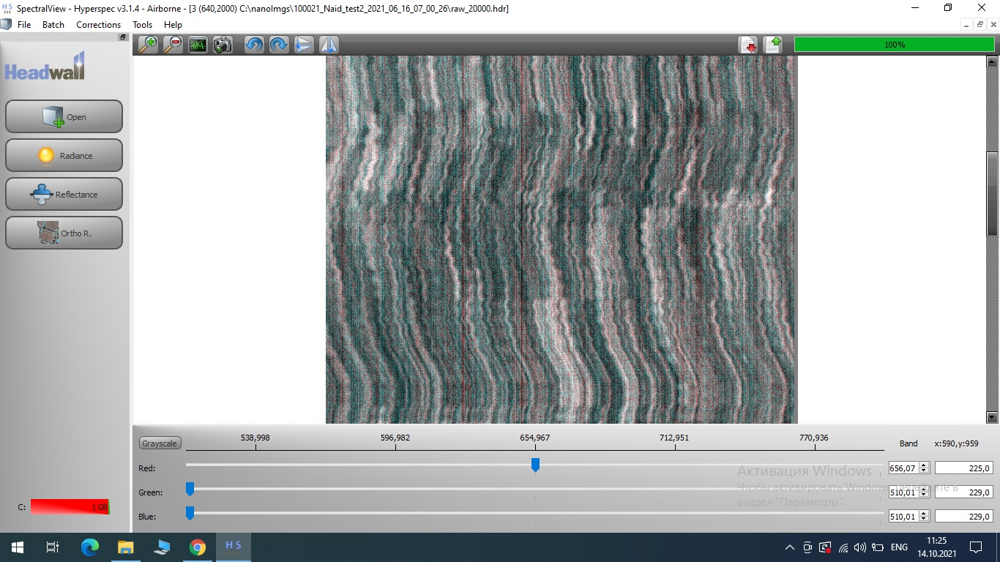 SpectralView - Hyperspec v3.1.4 - Airborne - [3 (640,2000) C:\nanoImgs\100021_Naid_test2_2021_06_16_07_00_26\raw_20000.hdr]
File Batch Corrections Tools Help
100%
Headwall
Open
Radiance
Reflectance
Ortho R.
538,998 596,982 654,967 712,951 770,936
Grayscale Band x:590,y:959
Red: 656,07 225,0
Green: 510,01 229,0
Blue: 510,01 229,0
Активация Windows
Чтобы активировать Windows, перейдите в
раздел "Параметры".
C: 1 GB
HS
ENG
11:25
14.10.2021